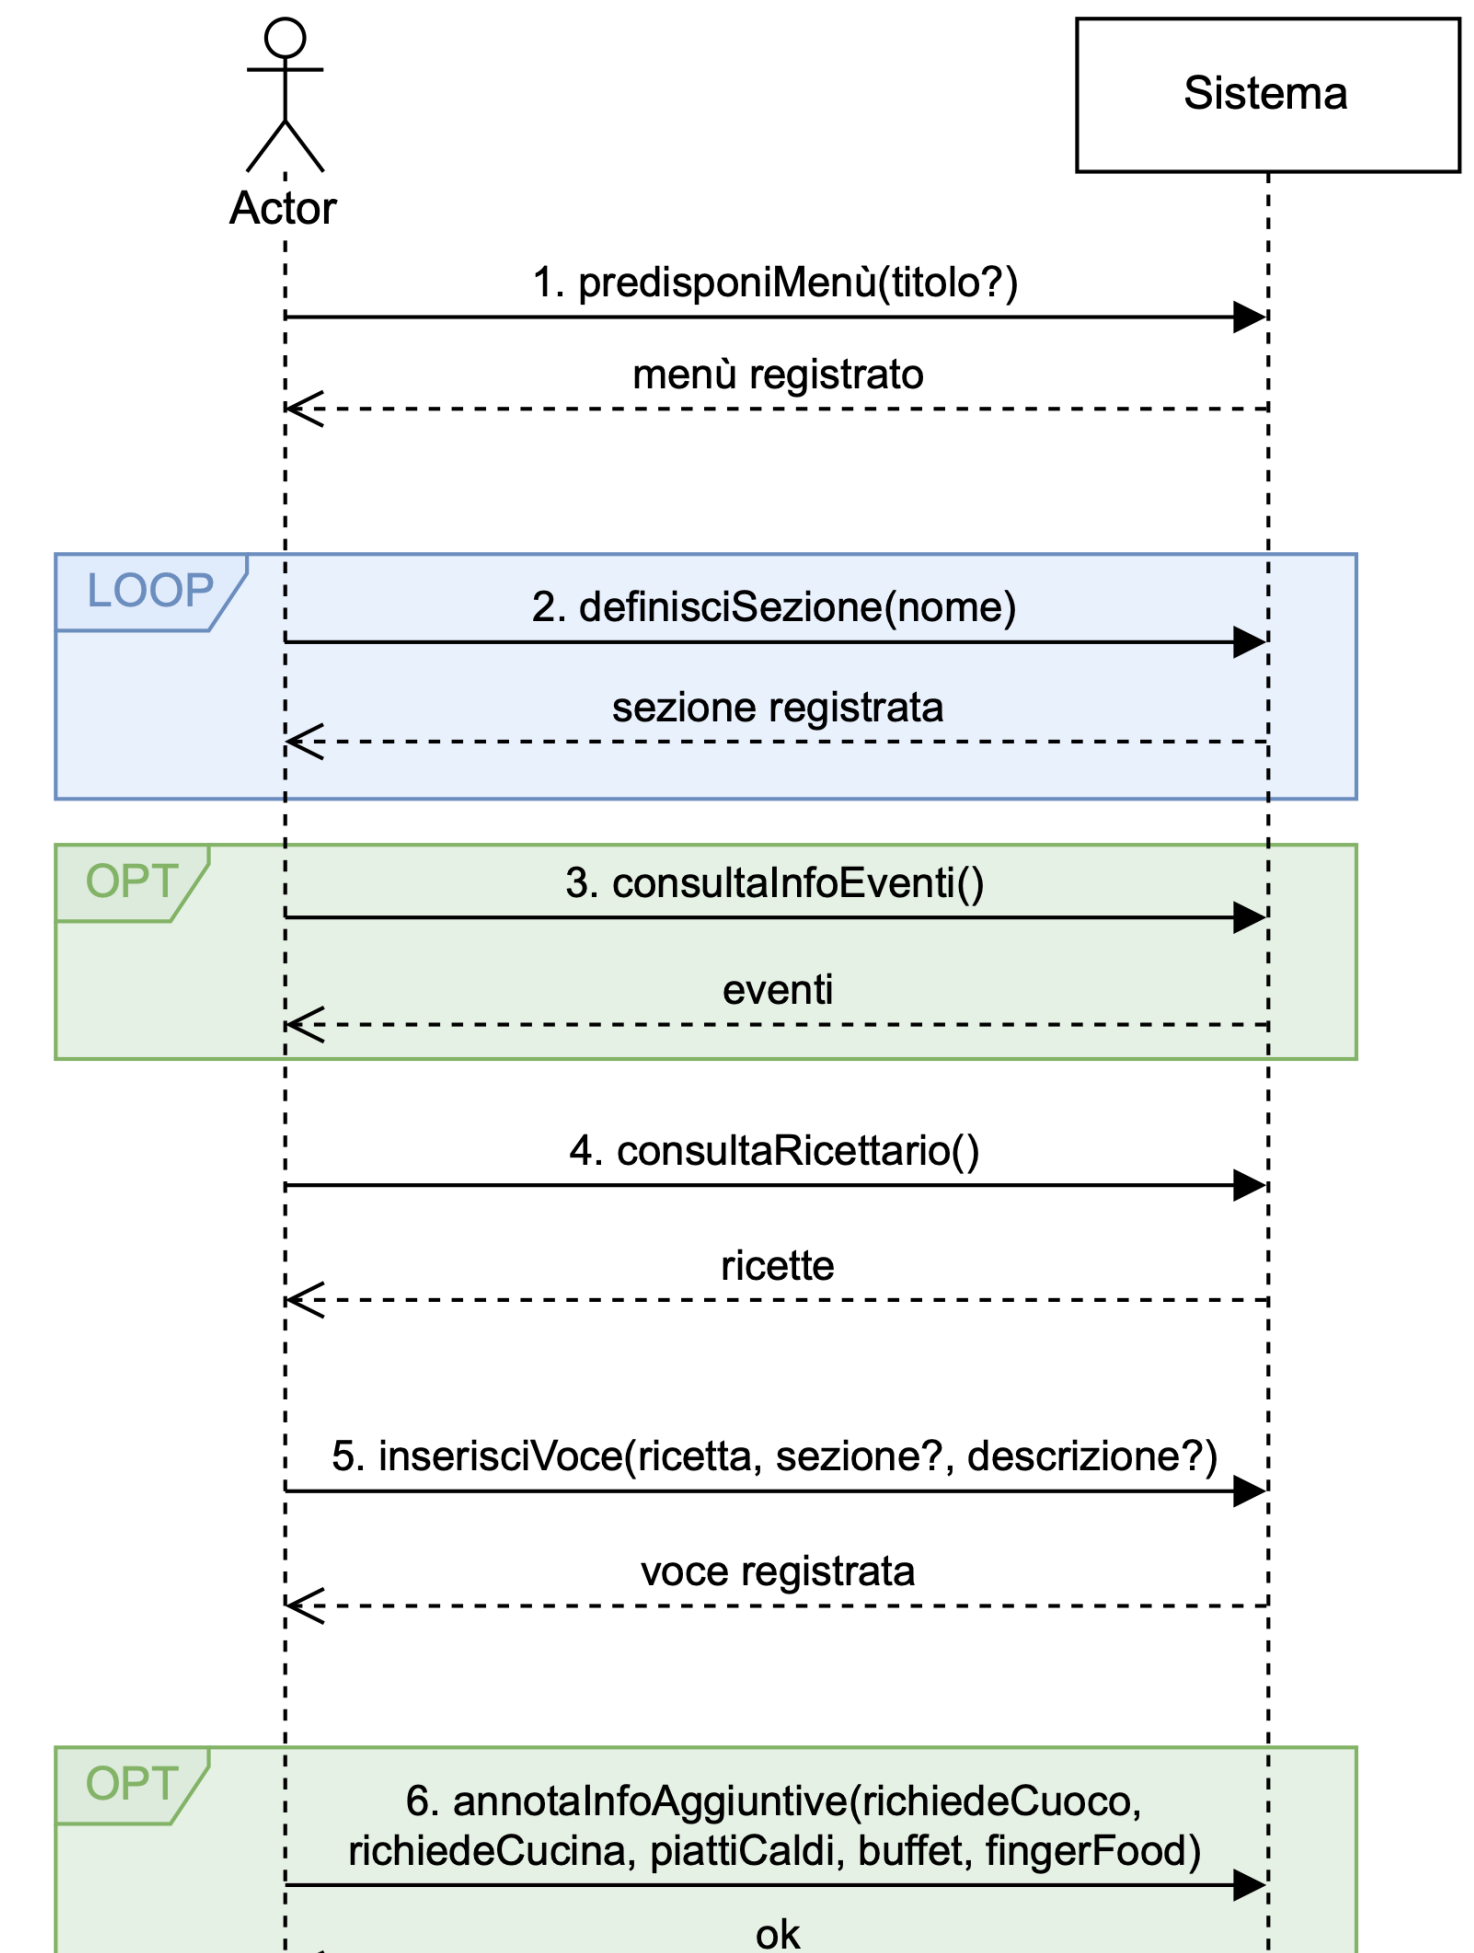 Sistema
Actor
1. predisponiMenù(titolo?)
menù registrato
LOOP
2. definisciSezione(nome)
sezione registrata
OPT
3. consultaInfoEventi()
eventi
4. consultaRicettario()
ricette
5. inserisciVoce(ricetta, sezione?, descrizione?)
voce registrata
OPT
6. annotaInfoAggiuntive(richiedeCuoco,
richiedeCucina, piattiCaldi, buffet, fingerFood)
ok